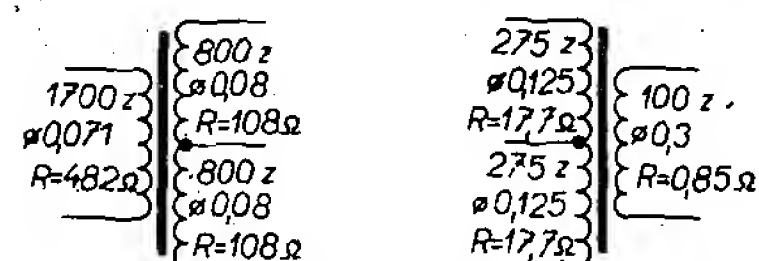 1700 z
ø0,071
R=482Ω
800 z
ø0,08
R=108Ω
800 z
ø0,08
R=108Ω
275 z
ø0,125
R=17,7Ω
275 z
ø0,125
R=17,7Ω
100 z
ø0,3
R=0,85Ω